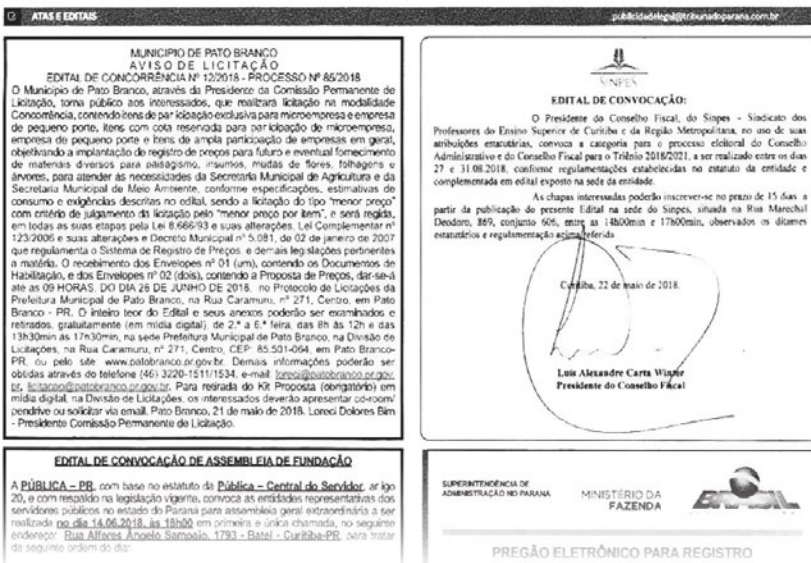 ATAS E EDITAIS
publicidadelegal@tribunadoparana.com.br
MUNICIPIO DE PATO BRANCO
AVISO DE LICITAÇÃO
EDITAL DE CONCORRÊNCIA Nº 12/2018 - PROCESSO Nº 85/2018
O Município de Pato Branco, através da Presidente da Comissão Permanente de
Licitação, torna público aos interessados, que realizará licitação na modalidade
Concorrência, contendo itens de participação exclusiva para microempresa e empresa
de pequeno porte, itens com cota reservada para participação de microempresa,
empresa de pequeno porte e itens de ampla participação de empresas em geral,
objetivando a implantação de registro de preços para futuro e eventual fornecimento
de materiais diversos para paisagismo, insumos, mudas de flores, folhagens e
árvores, para atender às necessidades da Secretaria Municipal de Agricultura e da
Secretaria Municipal de Meio Ambiente, conforme especificações, estimativas de
consumo e exigências descritas no edital, sendo a licitação do tipo "menor preço"
com critério de julgamento da licitação pelo "menor preço por item", e será regida,
em todas as suas etapas pela Lei 8.666/93 e suas alterações, Lei Complementar nº
123/2006 e suas alterações e Decreto Municipal nº 5.081, de 02 de janeiro de 2007
que regulamenta o Sistema de Registro de Preços, e demais legislações pertinentes
a matéria. O recebimento dos Envelopes nº 01 (um), contendo os Documentos de
Habilitação, e dos Envelopes nº 02 (dois), contendo a Proposta de Preços, dar-se-á
até as 09 HORAS, DO DIA 26 DE JUNHO DE 2018, no Protocolo de Licitações da
Prefeitura Municipal de Pato Branco, na Rua Caramuru, nº 271, Centro, em Pato
Branco - PR. O inteiro teor do Edital e seus anexos poderão ser examinados e
retirados, gratuitamente (em mídia digital), de 2.ª a 6.ª feira, das 8h às 12h e das
13h30min às 17h30min, na sede Prefeitura Municipal de Pato Branco, na Divisão de
Licitações, na Rua Caramuru, nº 271, Centro, CEP: 85.501-064, em Pato Branco-
PR, ou pelo site: www.patobranco.pr.gov.br. Demais informações poderão ser
obtidas através do telefone (46) 3220-1511/1534, e-mail: loreci@patobranco.pr.gov.
br, licitacao@patobranco.pr.gov.br. Para retirada do Kit Proposta (obrigatório) em
mídia digital, na Divisão de Licitações, os interessados deverão apresentar cd-room/
pendrive ou solicitar via email. Pato Branco, 21 de maio de 2018. Loreci Dolores Bim
- Presidente Comissão Permanente de Licitação.
EDITAL DE CONVOCAÇÃO DE ASSEMBLEIA DE FUNDAÇÃO
A PÚBLICA – PR, com base no estatuto da Pública – Central do Servidor, artigo
20, e com respaldo na legislação vigente, convoca as entidades representativas dos
servidores públicos no estado do Paraná para assembleia geral extraordinária a ser
realizada no dia 14.06.2018, às 18h00 em primeira e única chamada, no seguinte
endereço: Rua Alferes Ângelo Sampaio, 1793 - Batel - Curitiba-PR, para tratar
da seguinte ordem do dia:
SINPES
EDITAL DE CONVOCAÇÃO:
O Presidente do Conselho Fiscal, do Sinpes – Sindicato dos
Professores do Ensino Superior de Curitiba e da Região Metropolitana, no uso de suas
atribuições estatutárias, convoca a categoria para o processo eleitoral do Conselho
Administrativo e do Conselho Fiscal para o Triênio 2018/2021, a ser realizado entre os dias
27 e 31.08.2018, conforme regulamentações estabelecidas no estatuto da entidade e
complementada em edital exposto na sede da entidade.
As chapas interessadas poderão inscrever-se no prazo de 15 dias a
partir da publicação do presente Edital na sede do Sinpes, situada na Rua Marechal
Deodoro, 869, conjunto 606, entre as 14h00min e 17h00min, observados os ditames
estatutários e regulamentação acima referida.
Curitiba, 22 de maio de 2018.
Luis Alexandre Carta Winter
Presidente do Conselho Fiscal
SUPERINTENDÊNCIA DE
ADMINISTRAÇÃO NO PARANÁ
MINISTÉRIO DA
FAZENDA
BRASIL
PREGÃO ELETRÔNICO PARA REGISTRO